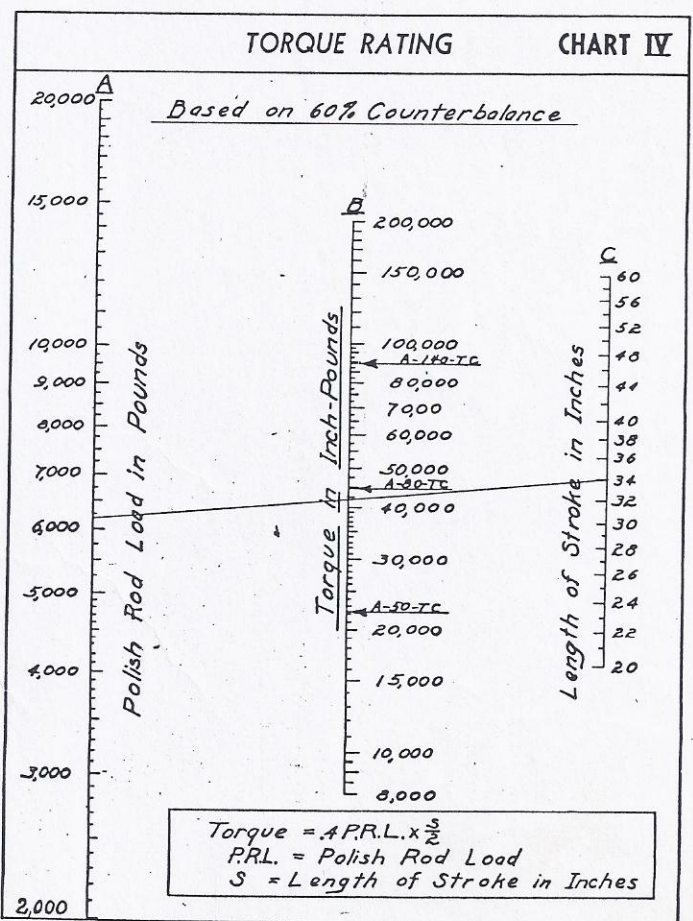 TORQUE RATING CHART IV
Based on 60% Counterbalance
A
20,000
15,000
10,000
9,000
8,000
7,000
6,000
5,000
4,000
3,000
2,000
Polish Rod Load in Pounds
B
200,000
150,000
100,000
A-140-TC
80,000
70,00
60,000
50,000
A-80-TC
40,000
30,000
A-50-TC
20,000
15,000
10,000
8,000
Torque in Inch-Pounds
C
60
56
52
48
44
40
38
36
34
32
30
28
26
24
22
20
Length of Stroke in Inches
Torque = .4 P.R.L. x S/2
P.R.L. = Polish Rod Load
S = Length of Stroke in Inches